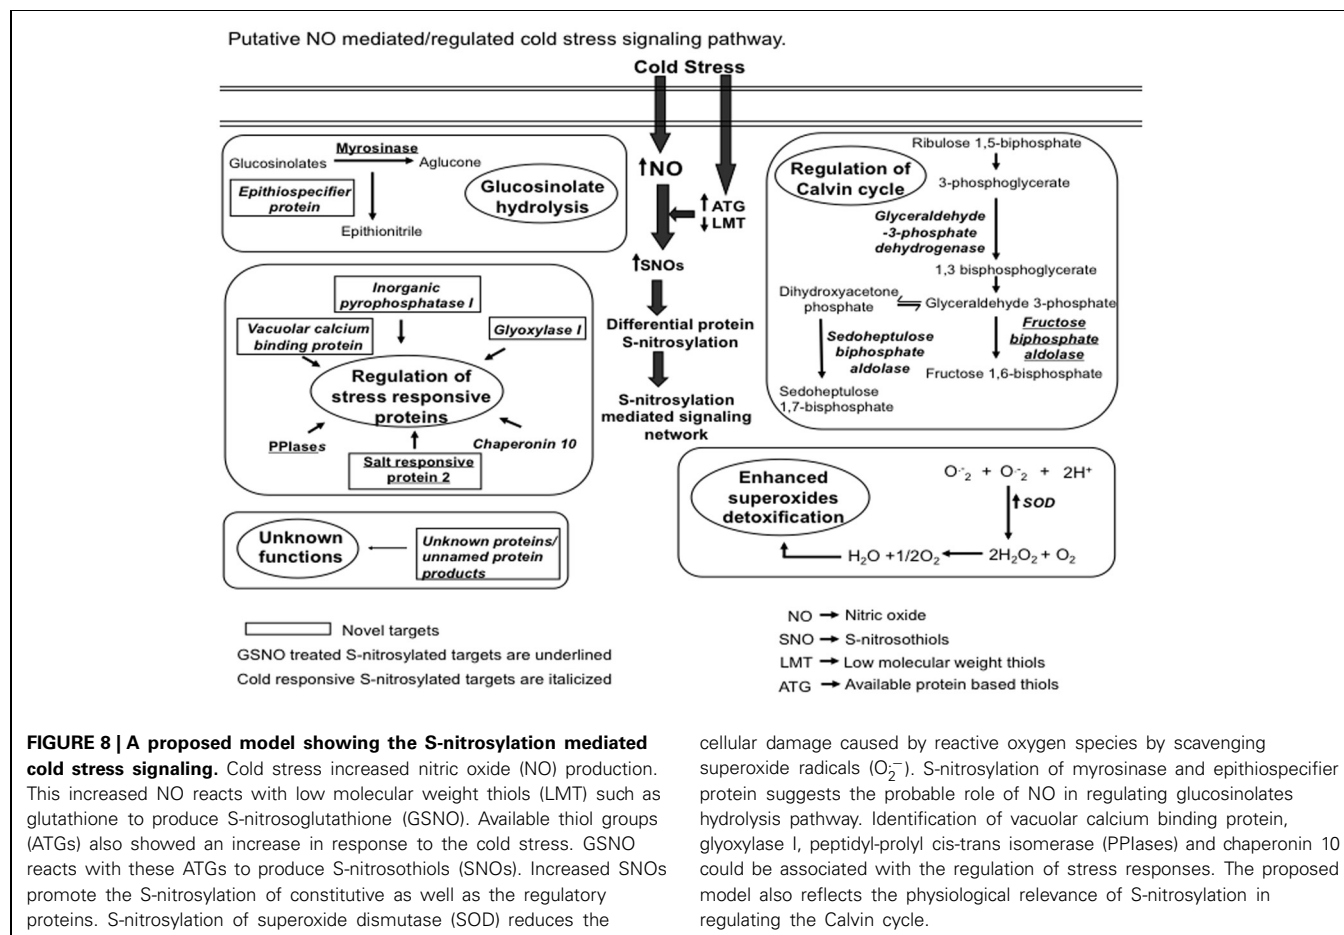 Putative NO mediated/regulated cold stress signaling pathway.
Cold Stress
Myrosinase
Glucosinolates
Aglucone
Epithiospecifier
protein
Epithionitrile
Glucosinolate
hydrolysis
↑NO
↑ATG
↓LMT
↑SNOs
Differential protein
S-nitrosylation
S-nitrosylation
mediated signaling
network
Ribulose 1,5-biphosphate
Regulation of
Calvin cycle
3-phosphoglycerate
Glyceraldehyde
-3-phosphate
dehydrogenase
1,3 bisphosphoglycerate
Dihydroxyacetone
phosphate
Glyceraldehyde 3-phosphate
Sedoheptulose
biphosphate
aldolase
Fructose
biphosphate
aldolase
Fructose 1,6-bisphosphate
Sedoheptulose
1,7-bisphosphate
Inorganic
pyrophosphatase I
Vacuolar calcium
binding protein
Glyoxylase I
Regulation of
stress responsive
proteins
PPIases
Chaperonin 10
Salt responsive
protein 2
Enhanced
superoxides
detoxification
O·-2 + O·-2 + 2H+
↑SOD
H2O +1/2O2
2H2O2 + O2
Unknown
functions
Unknown proteins/
unnamed protein
products
Novel targets
GSNO treated S-nitrosylated targets are underlined
Cold responsive S-nitrosylated targets are italicized
NO → Nitric oxide
SNO → S-nitrosothiols
LMT → Low molecular weight thiols
ATG → Available protein based thiols
FIGURE 8 | A proposed model showing the S-nitrosylation mediated
cold stress signaling. Cold stress increased nitric oxide (NO) production.
This increased NO reacts with low molecular weight thiols (LMT) such as
glutathione to produce S-nitrosoglutathione (GSNO). Available thiol groups
(ATGs) also showed an increase in response to the cold stress. GSNO
reacts with these ATGs to produce S-nitrosothiols (SNOs). Increased SNOs
promote the S-nitrosylation of constitutive as well as the regulatory
proteins. S-nitrosylation of superoxide dismutase (SOD) reduces the
cellular damage caused by reactive oxygen species by scavenging
superoxide radicals (O2·−). S-nitrosylation of myrosinase and epithiospecifier
protein suggests the probable role of NO in regulating glucosinolates
hydrolysis pathway. Identification of vacuolar calcium binding protein,
glyoxylase I, peptidyl-prolyl cis-trans isomerase (PPIases) and chaperonin 10
could be associated with the regulation of stress responses. The proposed
model also reflects the physiological relevance of S-nitrosylation in
regulating the Calvin cycle.